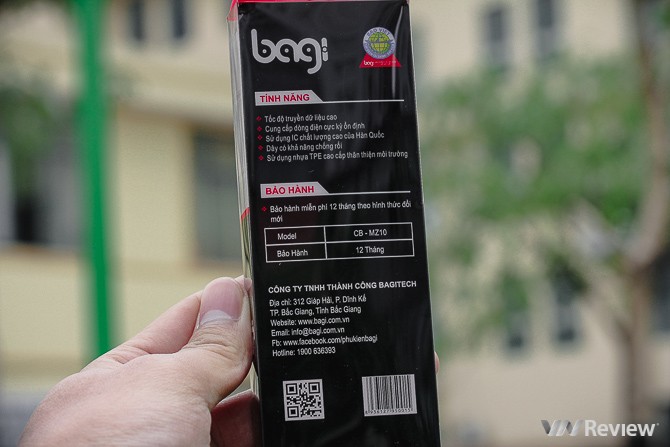 bagi
bagi
TÍNH NĂNG
Tốc độ truyền dữ liệu cao
Cung cấp dòng điện cực kỳ ổn định
Sử dụng IC chất lượng cao của Hàn Quốc
Dây có khả năng chống rối
Sử dụng nhựa TPE cao cấp thân thiện môi trường
BẢO HÀNH
Bảo hành miễn phí 12 tháng theo hình thức đổi
mới
Model CB - MZ10
Bảo Hành 12 Tháng
CÔNG TY TNHH THÀNH CÔNG BAGITECH
Địa chỉ: 312 Giáp Hải, P. Dĩnh Kế
TP. Bắc Giang, Tỉnh Bắc Giang
Website: www.bagi.com.vn
Email: info@bagi.com.vn
Fb: www.facebook.com/phukienbagi
Hotline: 1900 636393
VN Review